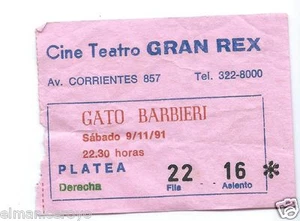 Cine Teatro GRAN REX
Av. CORRIENTES 857 Tel. 322-8000
GATO BARBIERI
Sábado 9/11/91
22.30 horas
PLATEA 22 16 *
Derecha Fila Asiento